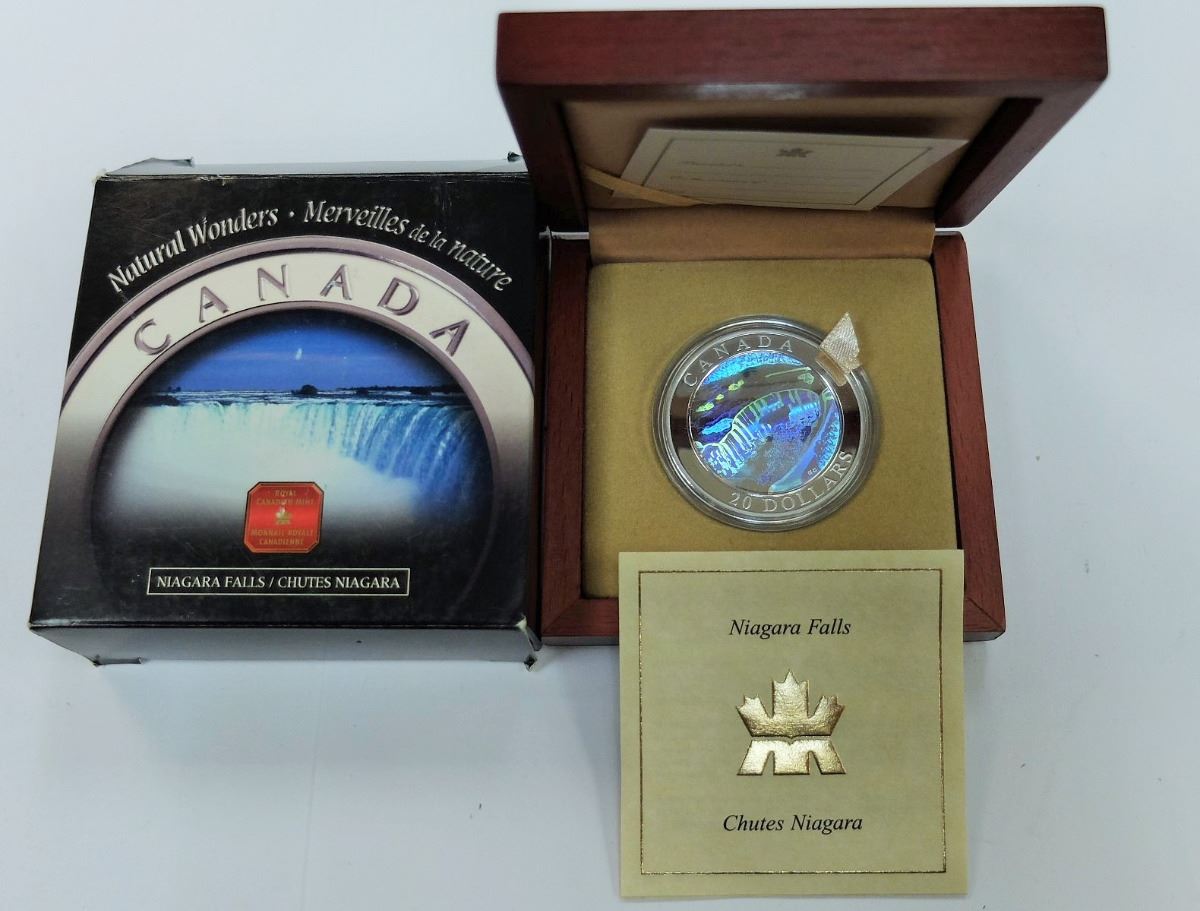 Natural Wonders · Merveilles de la nature
CANADA
ROYAL
CANADIAN MINT
MONNAIE ROYALE
CANADIENNE
NIAGARA FALLS / CHUTES NIAGARA
CANADA
20 DOLLARS
Niagara Falls
Chutes Niagara